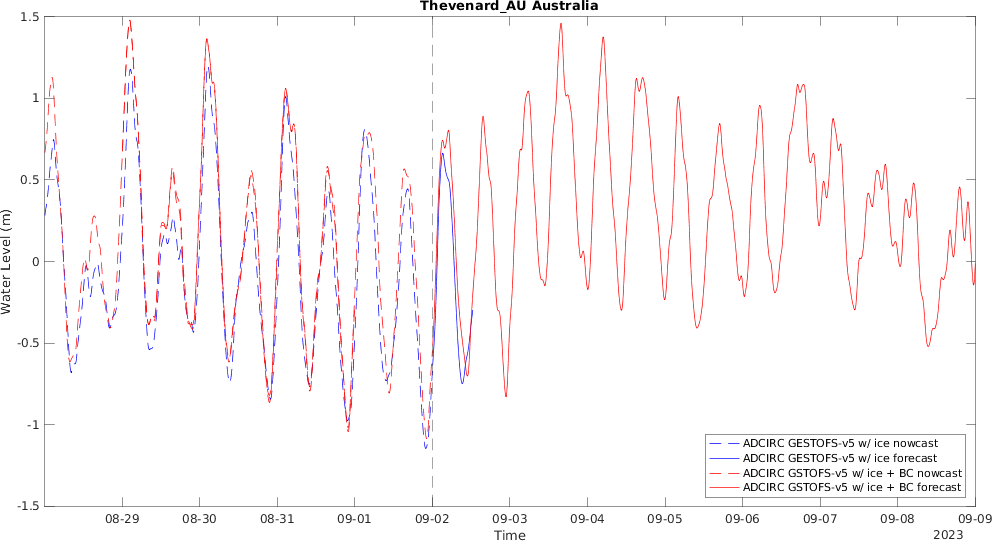 Thevenard_AU Australia
1.5
1
0.5
0
-0.5
-1
-1.5
Water Level (m)
08-29 08-30 08-31 09-01 09-02 09-03 09-04 09-05 09-06 09-07 09-08 09-09
Time
2023
ADCIRC GESTOFS-v5 w/ ice nowcast
ADCIRC GESTOFS-v5 w/ ice forecast
ADCIRC GSTOFS-v5 w/ ice + BC nowcast
ADCIRC GSTOFS-v5 w/ ice + BC forecast